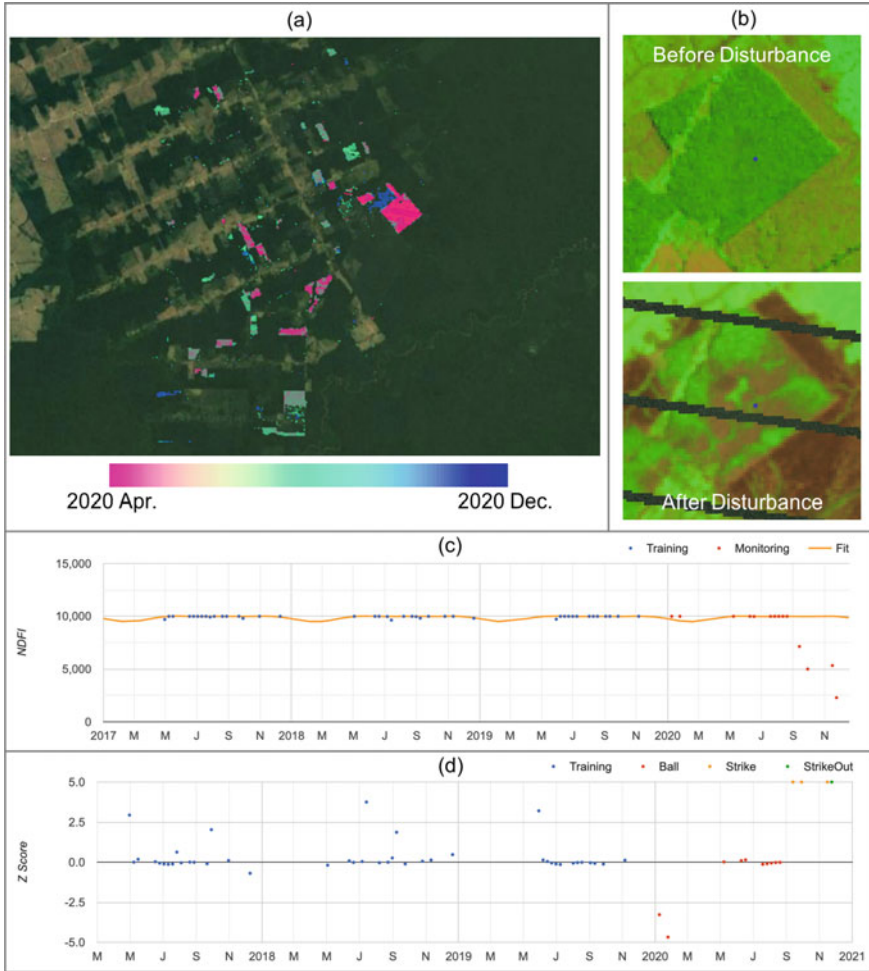 (a)
2020 Apr.
2020 Dec.
(b)
Before Disturbance
After Disturbance
(c)
Training Monitoring Fit
15,000
10,000
5,000
0
NDFI
2017 M M J S N 2018 M M J S N 2019 M M J S N 2020 M M J S N
(d)
Training Ball Strike StrikeOut
5.0
2.5
0.0
-2.5
-5.0
Z Score
M M J S N 2018 M M J S N 2019 M M J S N 2020 M M J S N 2021